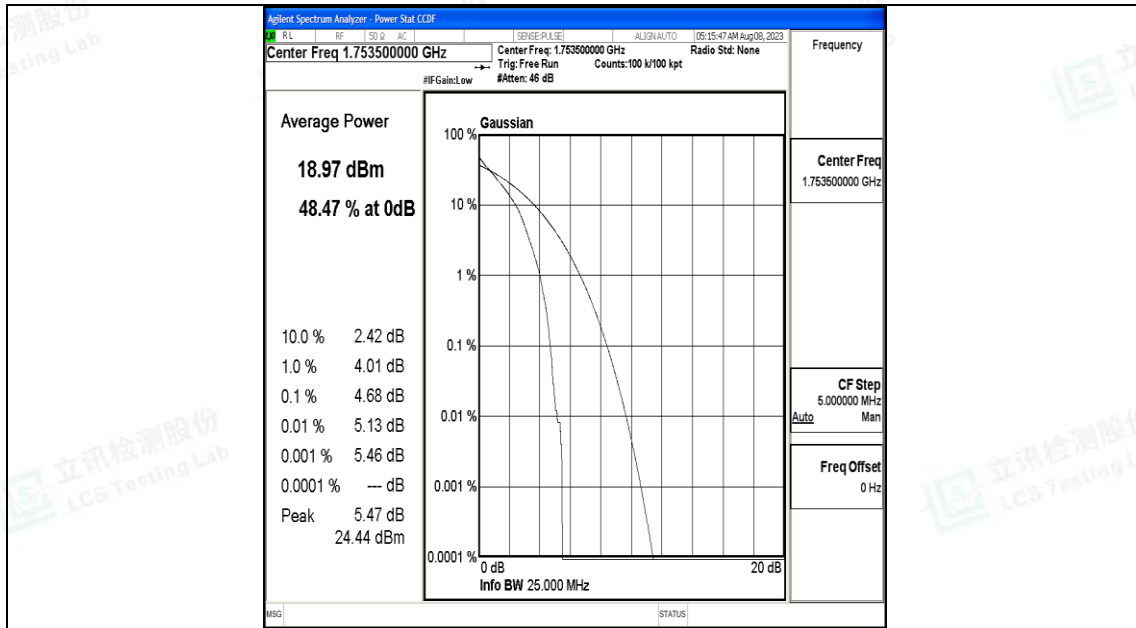 Agilent Spectrum Analyzer - Power Stat CCDF
RL RF 50 Ω AC SENSE:PULSE ALIGN AUTO 05:15:47 AM Aug 08, 2023
Center Freq 1.753500000 GHz
Center Freq: 1.753500000 GHz Radio Std: None
Trig: Free Run Counts:100 k/100 kpt
#IFGain:Low #Atten: 46 dB
Frequency
Average Power
18.97 dBm
48.47 % at 0dB
10.0 % 2.42 dB
1.0 % 4.01 dB
0.1 % 4.68 dB
0.01 % 5.13 dB
0.001 % 5.46 dB
0.0001 % --- dB
Peak 5.47 dB
24.44 dBm
Gaussian
100 %
10 %
1 %
0.1 %
0.01 %
0.001 %
0.0001 %
0 dB 20 dB
Info BW 25.000 MHz
Center Freq
1.753500000 GHz
CF Step
5.000000 MHz
Auto Man
Freq Offset
0 Hz
MSG STATUS
立讯检测股份
LCS Testing Lab
立讯检测股份
LCS Testing L